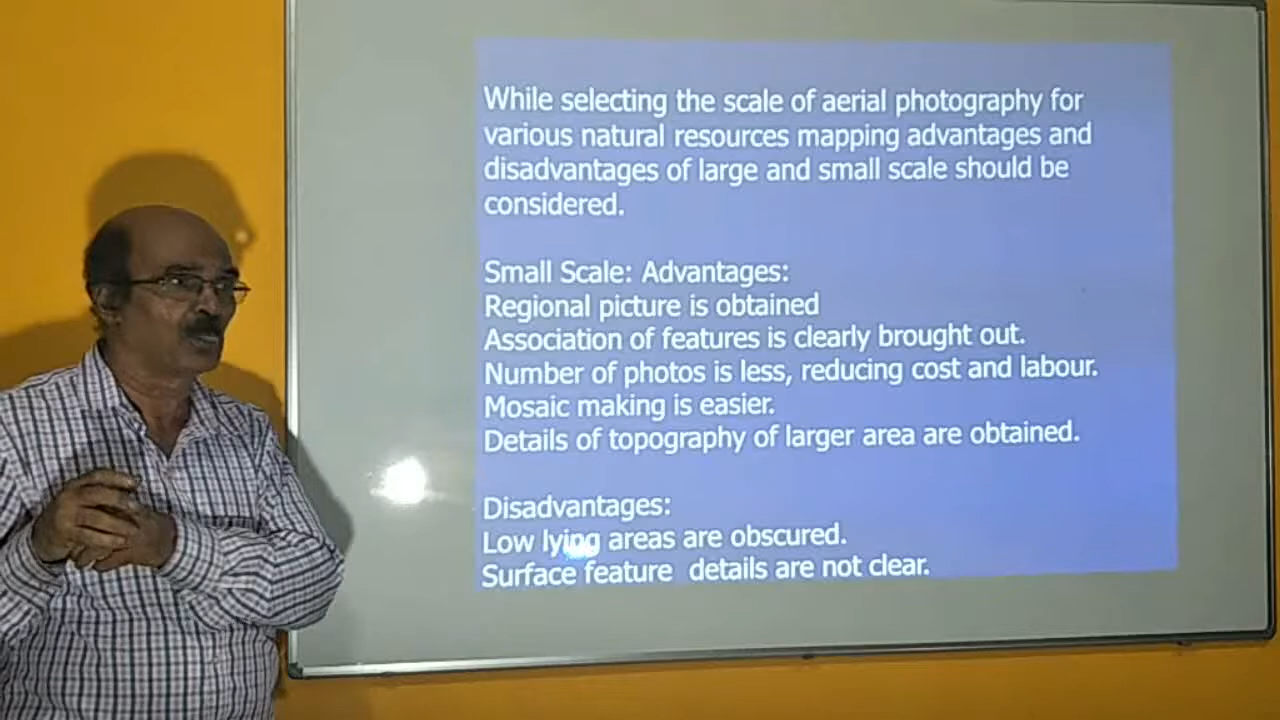 While selecting the scale of aerial photography for
various natural resources mapping advantages and
disadvantages of large and small scale should be
considered.
Small Scale: Advantages:
Regional picture is obtained
Association of features is clearly brought out.
Number of photos is less, reducing cost and labour.
Mosaic making is easier.
Details of topography of larger area are obtained.
Disadvantages:
Low lying areas are obscured.
Surface feature details are not clear.